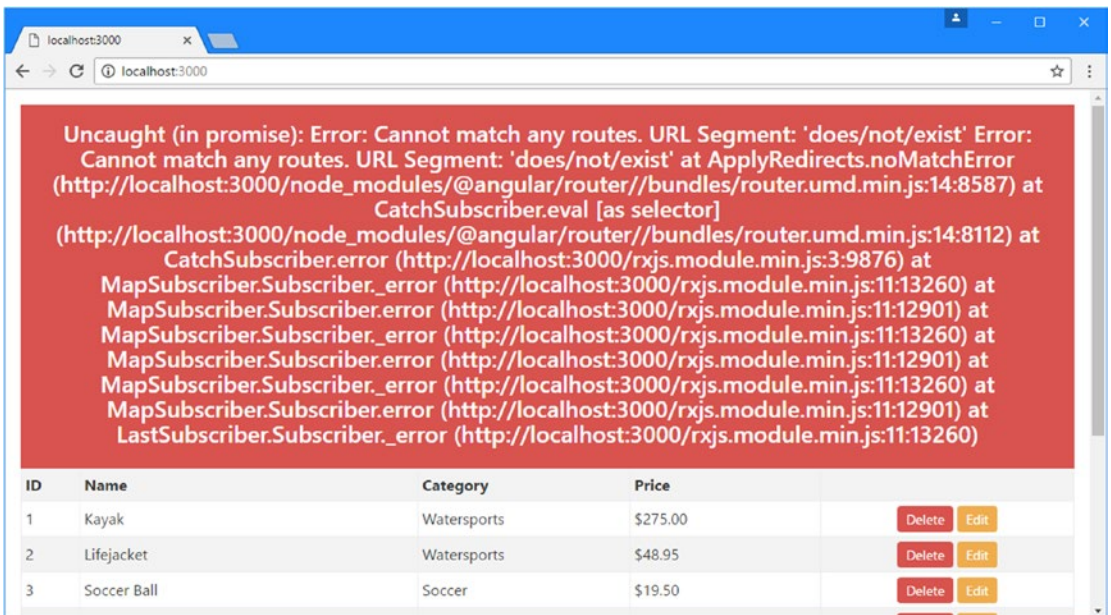 localhost:3000
localhost:3000
Uncaught (in promise): Error: Cannot match any routes. URL Segment: 'does/not/exist' Error:
Cannot match any routes. URL Segment: 'does/not/exist' at ApplyRedirects.noMatchError
(http://localhost:3000/node_modules/@angular/router//bundles/router.umd.min.js:14:8587) at
CatchSubscriber.eval [as selector]
(http://localhost:3000/node_modules/@angular/router//bundles/router.umd.min.js:14:8112) at
CatchSubscriber.error (http://localhost:3000/rxjs.module.min.js:3:9876) at
MapSubscriber.Subscriber._error (http://localhost:3000/rxjs.module.min.js:11:13260) at
MapSubscriber.Subscriber.error (http://localhost:3000/rxjs.module.min.js:11:12901) at
MapSubscriber.Subscriber._error (http://localhost:3000/rxjs.module.min.js:11:13260) at
MapSubscriber.Subscriber.error (http://localhost:3000/rxjs.module.min.js:11:12901) at
MapSubscriber.Subscriber._error (http://localhost:3000/rxjs.module.min.js:11:13260) at
MapSubscriber.Subscriber.error (http://localhost:3000/rxjs.module.min.js:11:12901) at
LastSubscriber.Subscriber._error (http://localhost:3000/rxjs.module.min.js:11:13260)
ID Name Category Price
1 Kayak Watersports $275.00 Delete Edit
2 Lifejacket Watersports $48.95 Delete Edit
3 Soccer Ball Soccer $19.50 Delete Edit